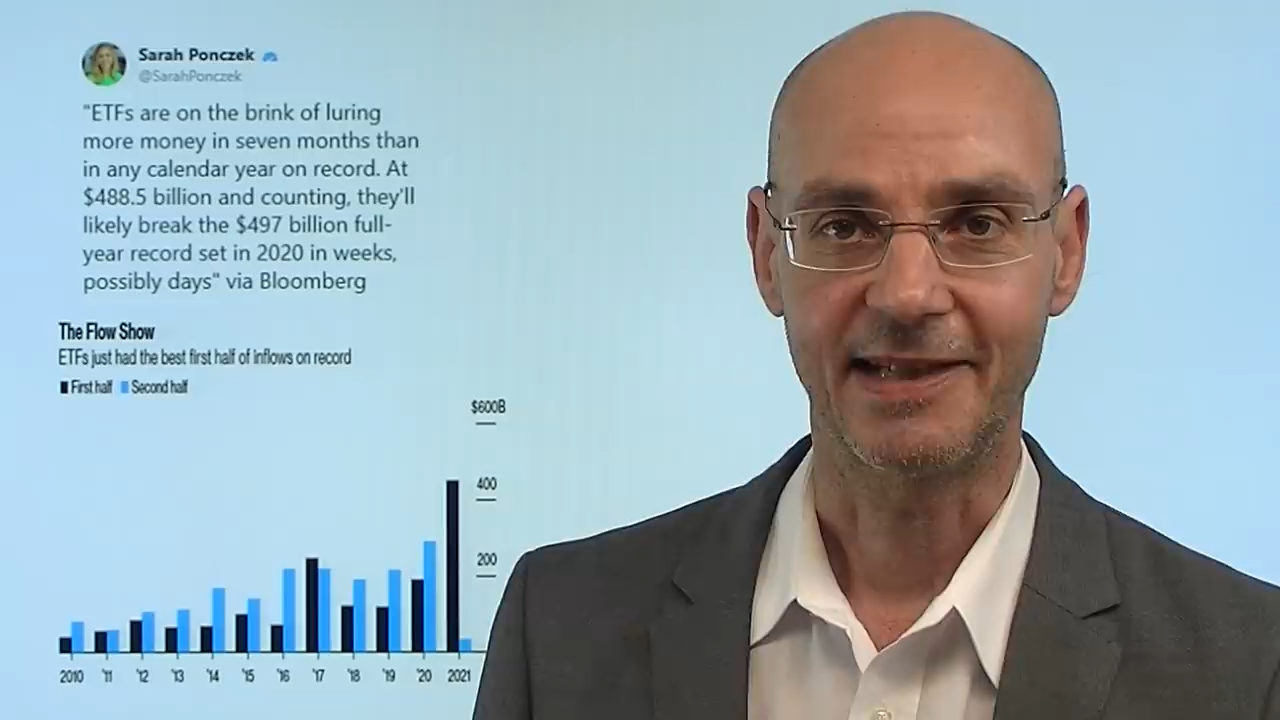 Sarah Ponczek
@SarahPonczek
"ETFs are on the brink of luring
more money in seven months than
in any calendar year on record. At
$488.5 billion and counting, they'll
likely break the $497 billion full-
year record set in 2020 in weeks,
possibly days" via Bloomberg
The Flow Show
ETFs just had the best first half of inflows on record
First half Second half
$600B
400
200
2010 '11 '12 '13 '14 '15 '16 '17 '18 '19 '20 2021